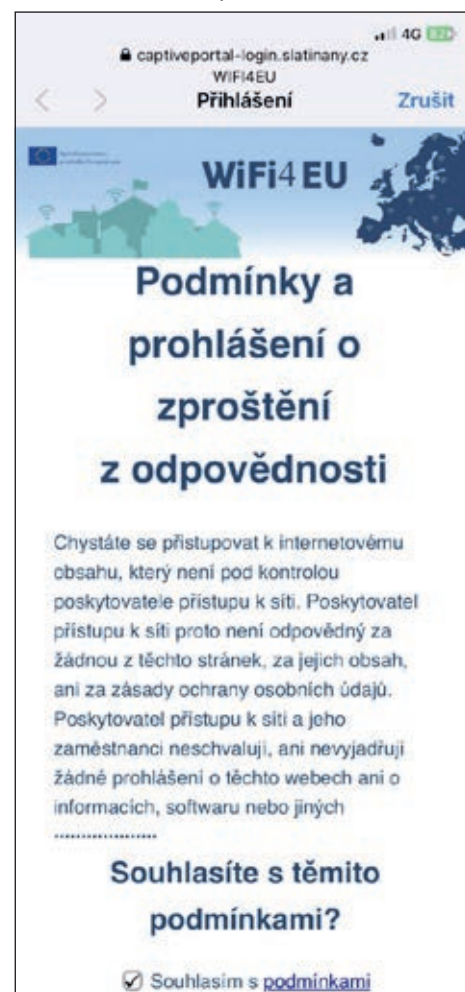 4G
captiveportal-login.slatinany.cz
WIFI4EU
Přihlášení
Zrušit
WiFi4EU
Podmínky a
prohlášení o
zproštění
z odpovědnosti
Chystáte se přistupovat k internetovému
obsahu, který není pod kontrolou
poskytovatele přístupu k síti. Poskytovatel
přístupu k síti proto není odpovědný za
žádnou z těchto stránek, za jejich obsah,
ani za zásady ochrany osobních údajů.
Poskytovatel přístupu k síti a jeho
zaměstnanci neschvalují, ani nevyjadřují
žádné prohlášení o těchto webech ani o
informacích, softwaru nebo jiných
...................
Souhlasíte s těmito
podmínkami?
Souhlasím s podmínkami